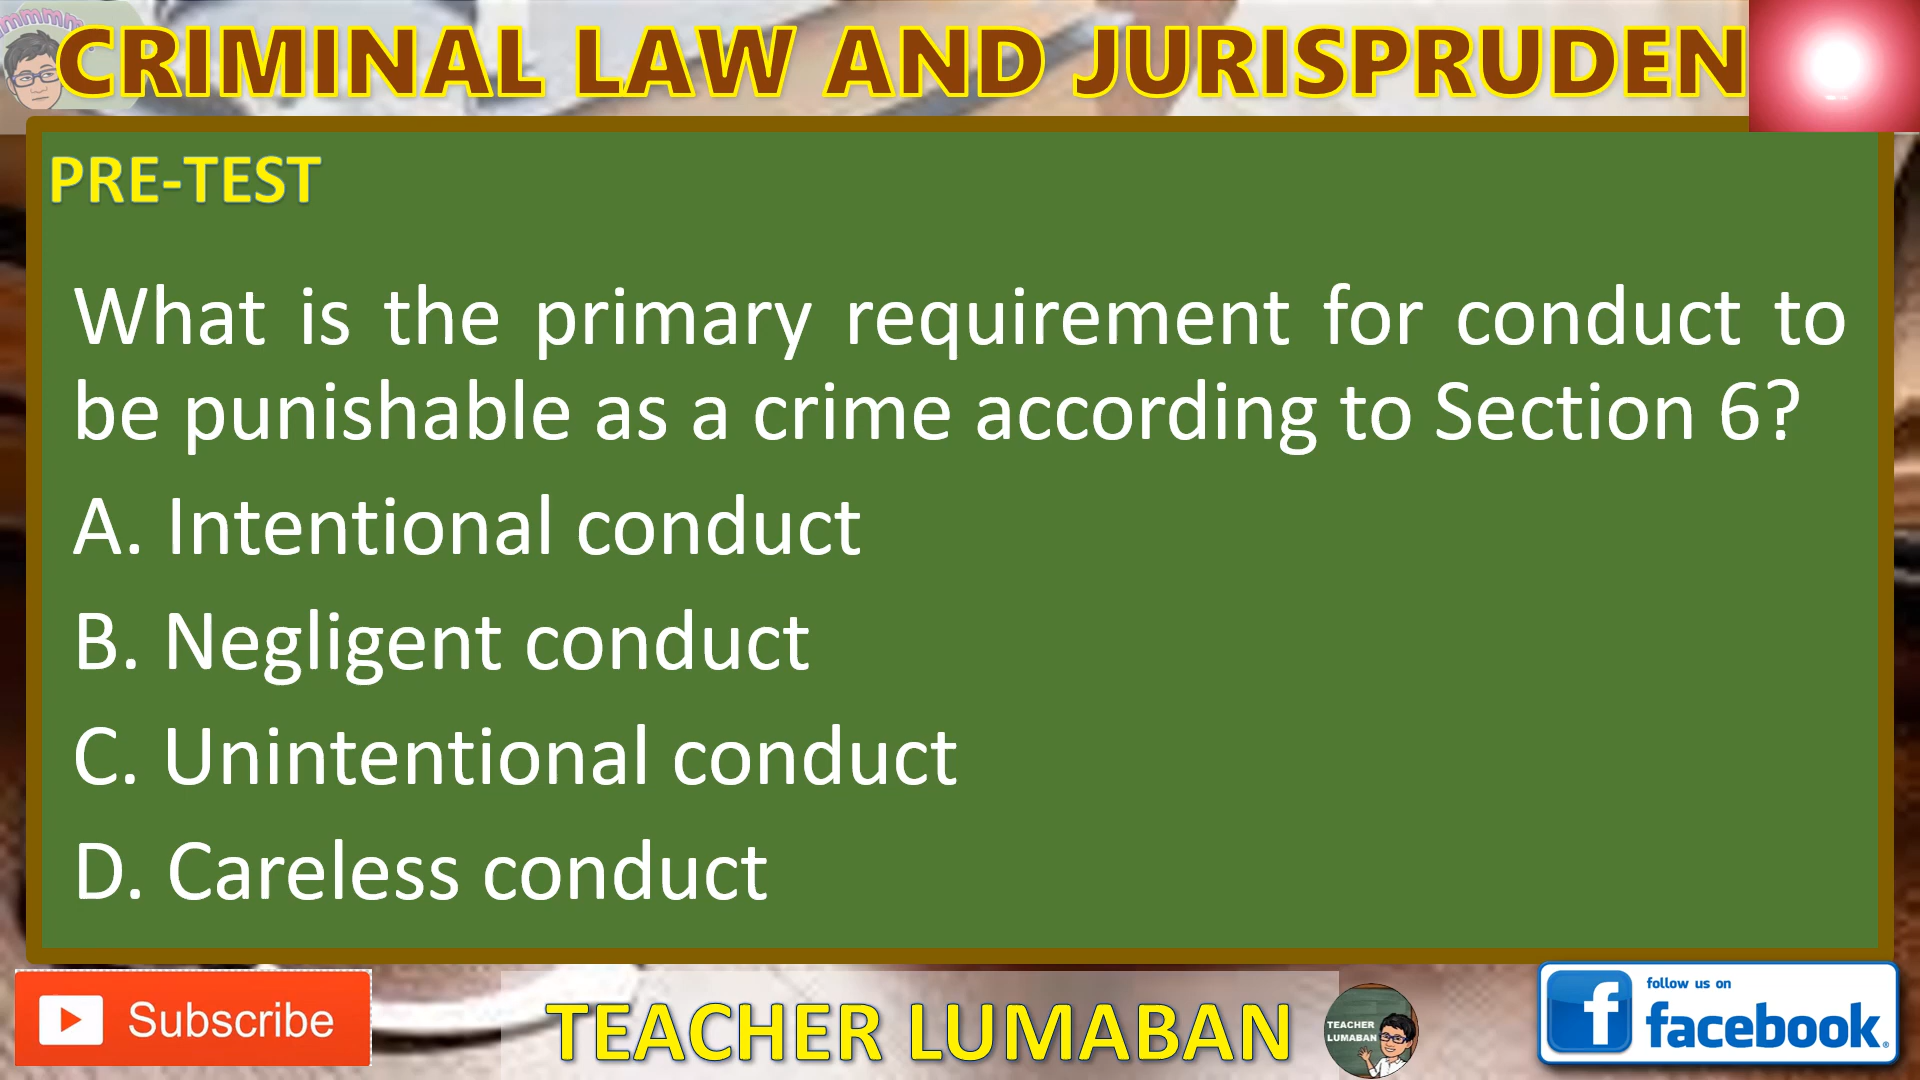 mmmm
CRIMINAL LAW AND JURISPRUDEN
PRE-TEST
What is the primary requirement for conduct to
be punishable as a crime according to Section 6?
A. Intentional conduct
B. Negligent conduct
C. Unintentional conduct
D. Careless conduct
Subscribe
TEACHER LUMABAN
TEACHER
LUMABAN
follow us on
facebook